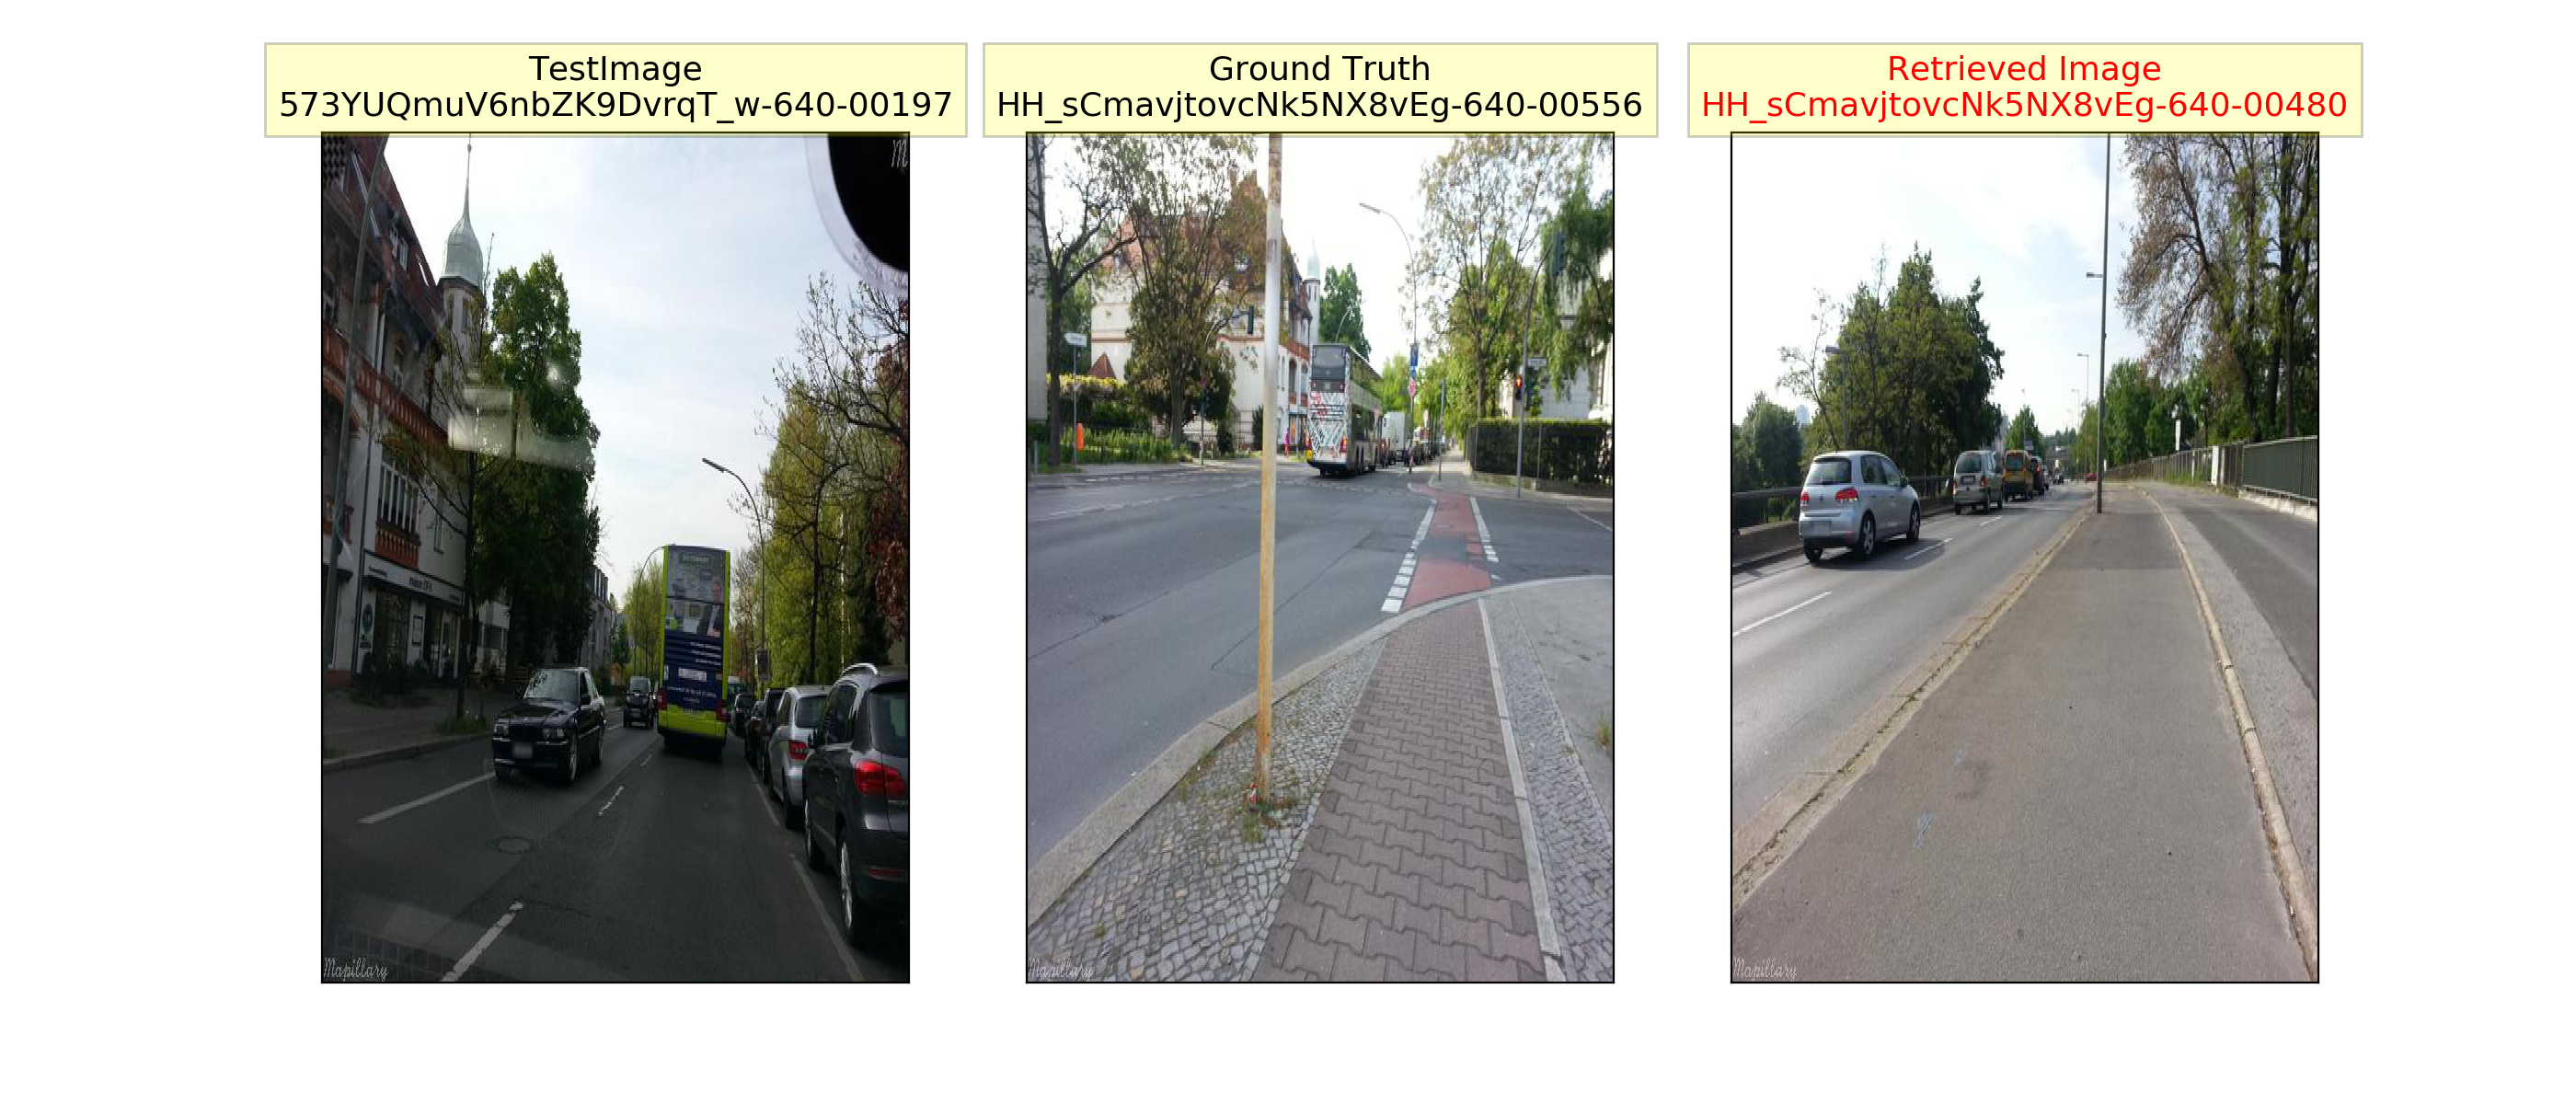 TestImage
573YUQmuV6nbZK9DvrqT_w-640-00197
Ground Truth
HH_sCmavjtovcNk5NX8vEg-640-00556
Retrieved Image
HH_sCmavjtovcNk5NX8vEg-640-00480
M
Mapillary
Mapillary
Mapillary